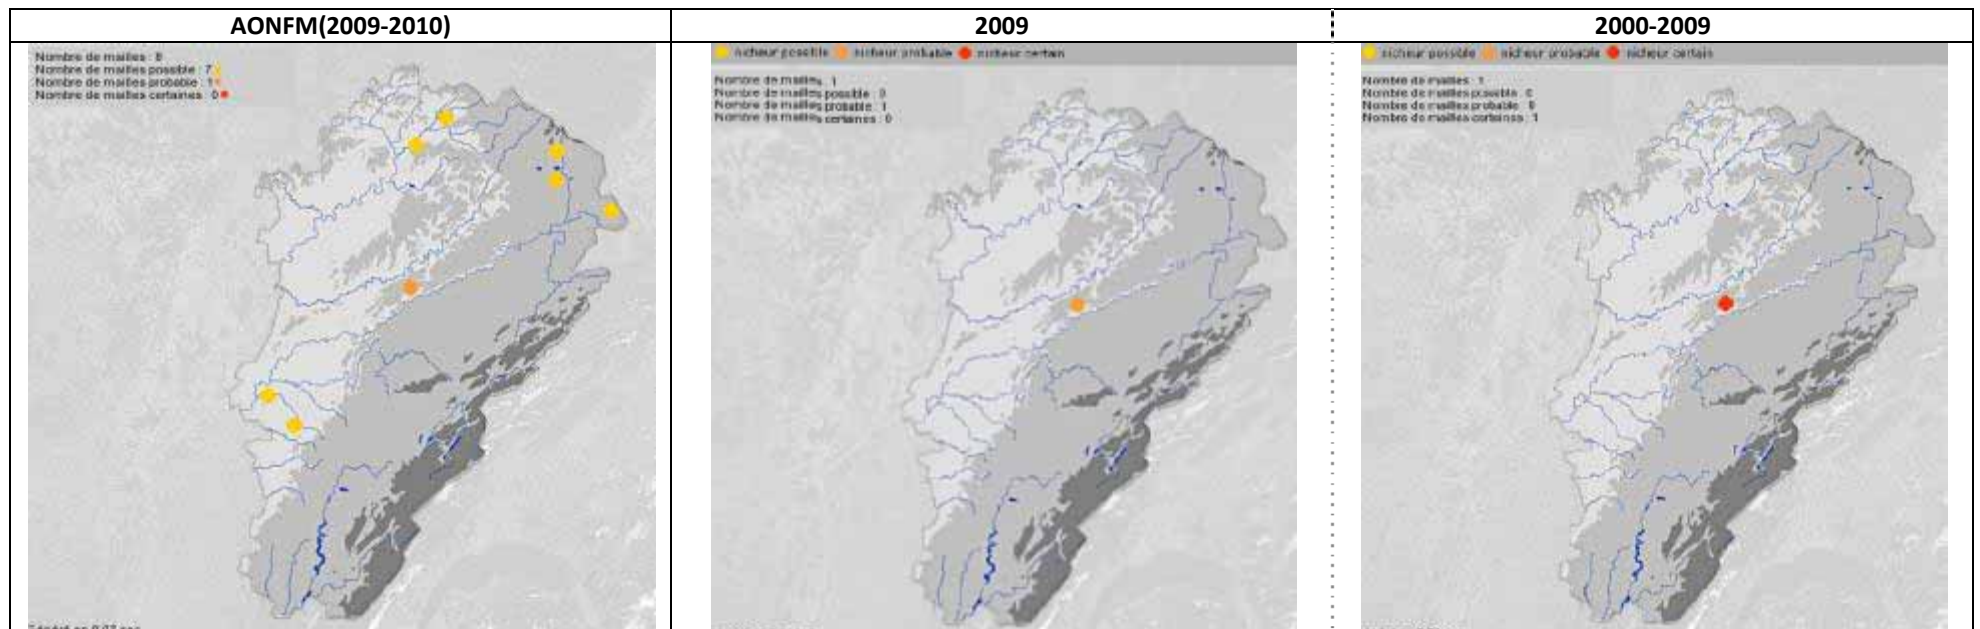 AONFM(2009-2010)
2009
2000-2009
Nombre de mailles : 8
Nombre de mailles possible : 7
Nombre de mailles probable : 1
Nombre de mailles certaines : 0
nicheur possible nicheur probable nicheur certain
Nombre de mailles : 1
Nombre de mailles possible : 0
Nombre de mailles probable : 1
Nombre de mailles certaines : 0
nicheur possible nicheur probable nicheur certain
Nombre de mailles : 1
Nombre de mailles possible : 0
Nombre de mailles probable : 0
Nombre de mailles certaines : 1